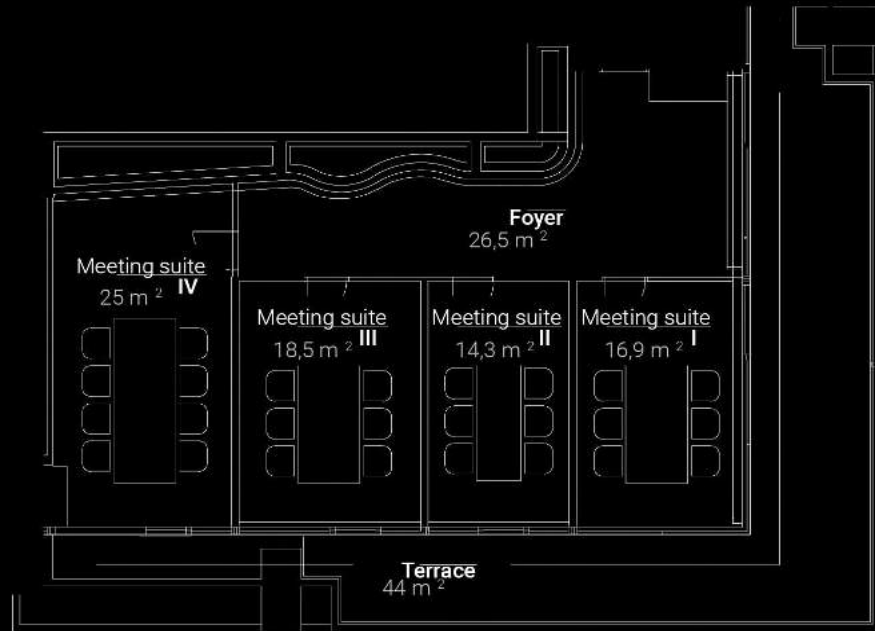 Foyer
26,5 m ²
Meeting suite IV
25 m ²
Meeting suite III
18,5 m ²
Meeting suite II
14,3 m ²
Meeting suite I
16,9 m ²
Terrace
44 m ²